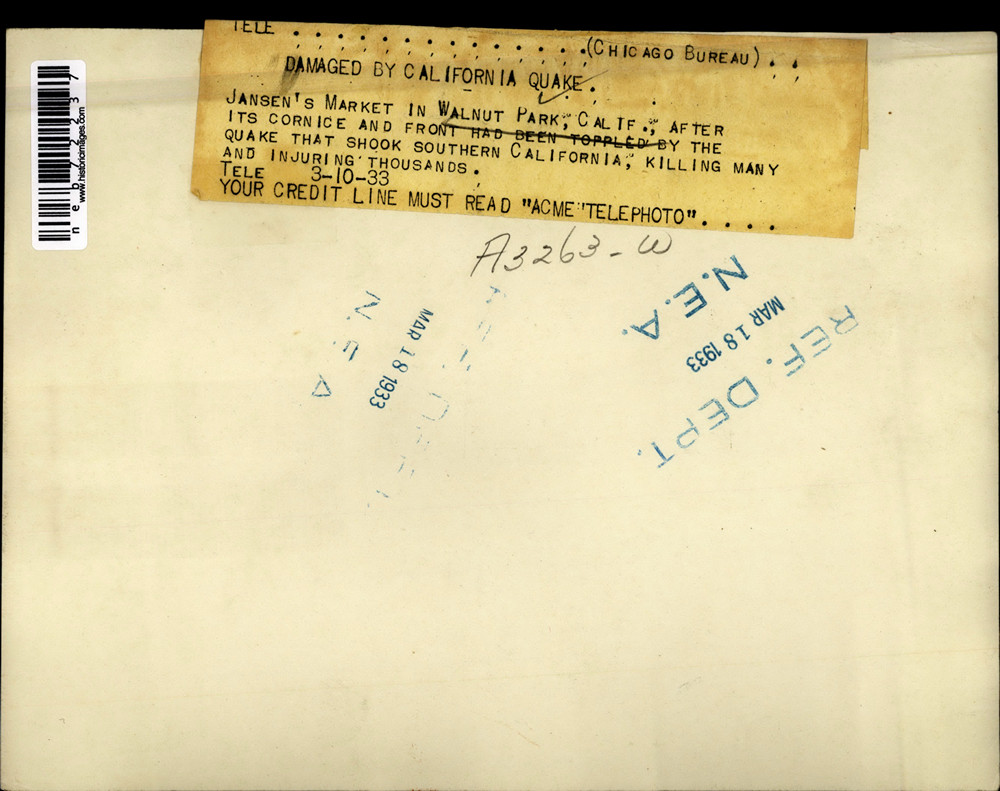 TELE . . . . . . . . . . . . . .(CHICAGO BUREAU). .
DAMAGED BY CALIFORNIA QUAKE.
JANSEN'S MARKET IN WALNUT PARK, CALIF., AFTER
ITS CORNICE AND FRONT HAD BEEN TOPPLED BY THE
QUAKE THAT SHOOK SOUTHERN CALIFORNIA, KILLING MANY
AND INJURING THOUSANDS.
TELE 3-10-33
YOUR CREDIT LINE MUST READ "ACME TELEPHOTO". . . .
A3263-W
N.E.A.
MAR 18 1933
REF. DEPT.
N.E.A
MAR 18 1933
neb72237
www.historicimages.com